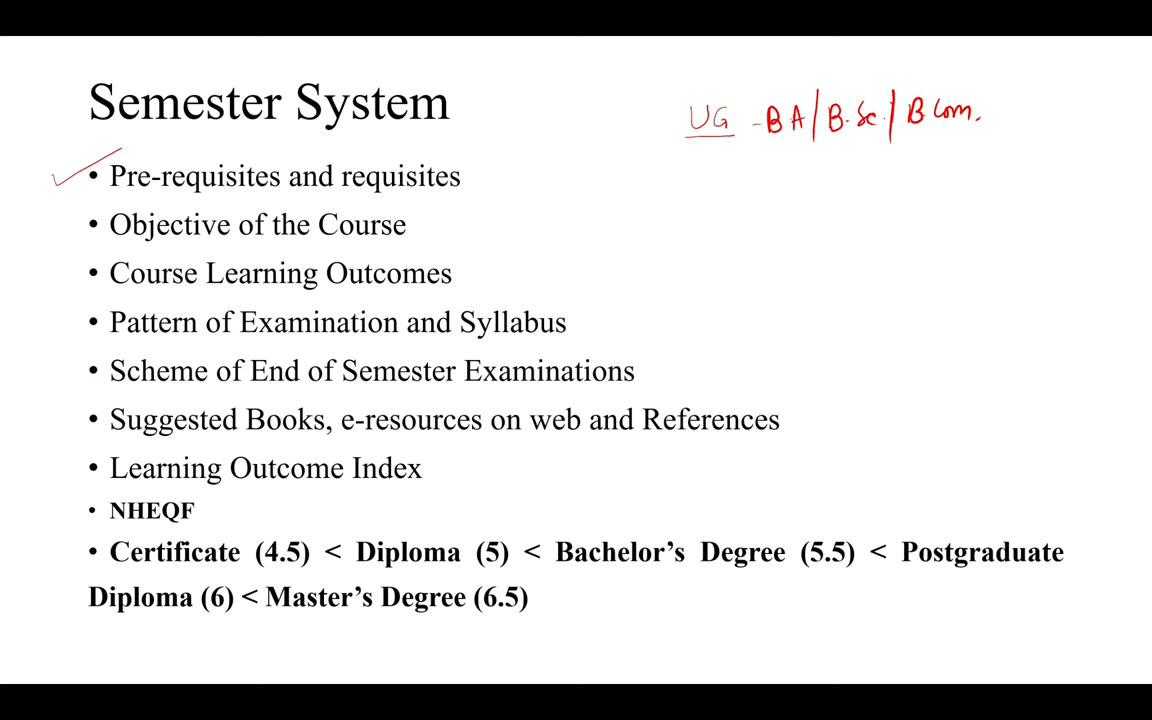 Semester System
UG - BA / B.Sc. / B.Com.
• Pre-requisites and requisites
• Objective of the Course
• Course Learning Outcomes
• Pattern of Examination and Syllabus
• Scheme of End of Semester Examinations
• Suggested Books, e-resources on web and References
• Learning Outcome Index
• NHEQF
• Certificate (4.5) < Diploma (5) < Bachelor’s Degree (5.5) < Postgraduate
Diploma (6) < Master’s Degree (6.5)